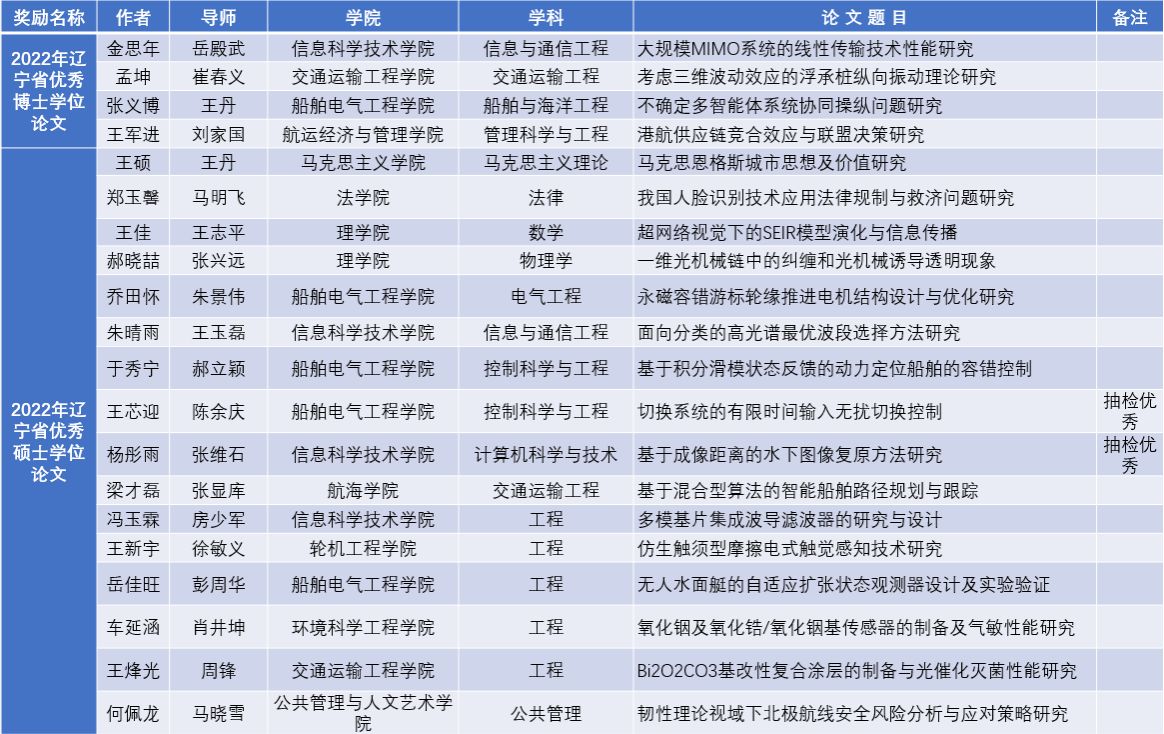 奖励名称 作者 导师 学院 学科 论 文 题 目 备注
2022年辽
宁省优秀
博士学位
论文
金思年 岳殿武 信息科学技术学院 信息与通信工程 大规模MIMO系统的线性传输技术性能研究
孟坤 崔春义 交通运输工程学院 交通运输工程 考虑三维波动效应的浮承桩纵向振动理论研究
张义博 王丹 船舶电气工程学院 船舶与海洋工程 不确定多智能体系统协同操纵问题研究
王军进 刘家国 航运经济与管理学院 管理科学与工程 港航供应链竞合效应与联盟决策研究
2022年辽
宁省优秀
硕士学位
论文
王硕 王丹 马克思主义学院 马克思主义理论 马克思恩格斯城市思想及价值研究
郑玉馨 马明飞 法学院 法律 我国人脸识别技术应用法律规制与救济问题研究
王佳 王志平 理学院 数学 超网络视觉下的SEIR模型演化与信息传播
郝晓喆 张兴远 理学院 物理学 一维光机械链中的纠缠和光机械诱导透明现象
乔田怀 朱景伟 船舶电气工程学院 电气工程 永磁容错游标轮缘推进电机结构设计与优化研究
朱晴雨 王玉磊 信息科学技术学院 信息与通信工程 面向分类的高光谱最优波段选择方法研究
于秀宁 郝立颖 船舶电气工程学院 控制科学与工程 基于积分滑模状态反馈的动力定位船舶的容错控制
王芯迎 陈余庆 船舶电气工程学院 控制科学与工程 切换系统的有限时间输入无扰切换控制 抽检优
秀
杨彤雨 张维石 信息科学技术学院 计算机科学与技术 基于成像距离的水下图像复原方法研究 抽检优
秀
梁才磊 张显库 航海学院 交通运输工程 基于混合型算法的智能船舶路径规划与跟踪
冯玉霖 房少军 信息科学技术学院 工程 多模基片集成波导滤波器的研究与设计
王新宇 徐敏义 轮机工程学院 工程 仿生触须型摩擦电式触觉感知技术研究
岳佳旺 彭周华 船舶电气工程学院 工程 无人水面艇的自适应扩张状态观测器设计及实验验证
车延涵 肖井坤 环境科学工程学院 工程 氧化铟及氧化锆/氧化铟基传感器的制备及气敏性能研究
王烽光 周锋 交通运输工程学院 工程 Bi2O2CO3基改性复合涂层的制备与光催化灭菌性能研究
何佩龙 马晓雪 公共管理与人文艺术学
院 公共管理 韧性理论视域下北极航线安全风险分析与应对策略研究